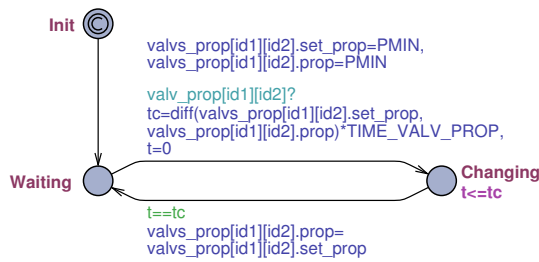 Init
C
valvs_prop[id1][id2].set_prop=PMIN,
valvs_prop[id1][id2].prop=PMIN
valv_prop[id1][id2]?
tc=diff(valvs_prop[id1][id2].set_prop,
valvs_prop[id1][id2].prop)*TIME_VALV_PROP,
t=0
Waiting
Changing
t<=tc
t==tc
valvs_prop[id1][id2].prop=
valvs_prop[id1][id2].set_prop